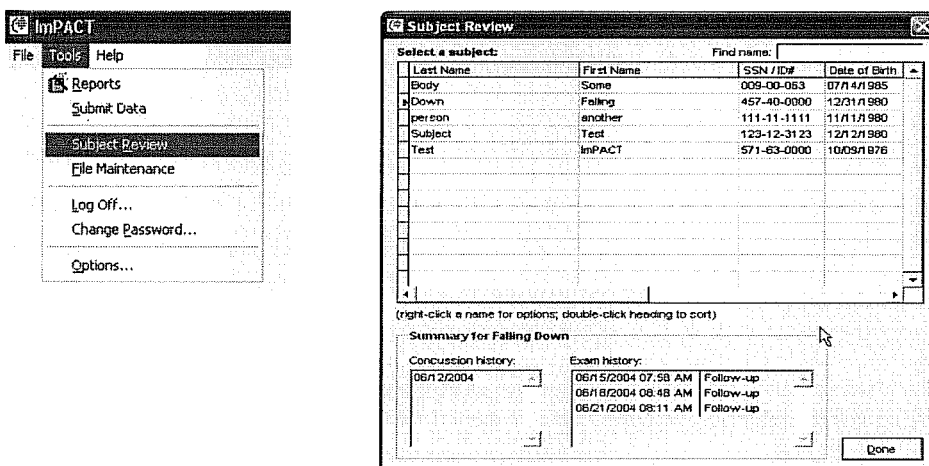 ImPACT
File Tools Help
Reports
Submit Data
Subject Review
File Maintenance
Log Off...
Change Password...
Options...
Subject Review
Select a subject: Find name:
Last Name First Name SSN / ID# Date of Birth
Body Some 009-00-063 07/14/1985
Down Falling 457-40-0000 12/31/1980
person another 111-11-1111 11/11/1980
Subject Test 123-12-3123 12/12/1980
Test ImPACT 571-63-0000 10/09/1976
(right-click a name for options; double-click heading to sort)
Summary for Falling Down
Concussion history: Exam history:
06/12/2004 06/15/2004 07:58 AM Follow-up
06/18/2004 08:48 AM Follow-up
06/21/2004 08:11 AM Follow-up
Done